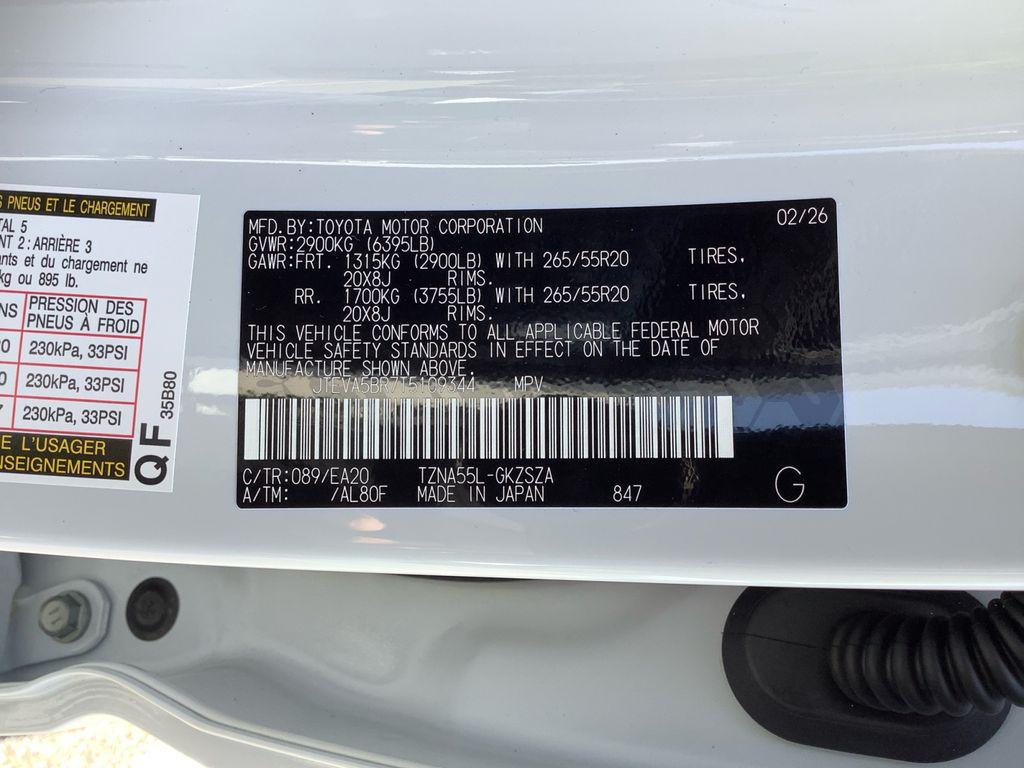 PNEUS ET LE CHARGEMENT
TAL 5
NT 2 : ARRIÈRE 3
ants et du chargement ne
kg ou 895 lb.
NS PRESSION DES PNEUS À FROID
230kPa, 33PSI
230kPa, 33PSI
230kPa, 33PSI
E L'USAGER
NSEIGNEMENTS
QF 35B80
MFD. BY: TOYOTA MOTOR CORPORATION 02/26
GVWR: 2900KG (6395LB)
GAWR: FRT. 1315KG (2900LB) WITH 265/55R20 TIRES,
20X8J RIMS.
RR. 1700KG (3755LB) WITH 265/55R20 TIRES,
20X8J RIMS.
THIS VEHICLE CONFORMS TO ALL APPLICABLE FEDERAL MOTOR
VEHICLE SAFETY STANDARDS IN EFFECT ON THE DATE OF
MANUFACTURE SHOWN ABOVE.
JTEVA5BR7T5109344 MPV
C/TR: 089/EA20 TZNA55L-GKZSZA
A/TM: /AL80F MADE IN JAPAN 847 G